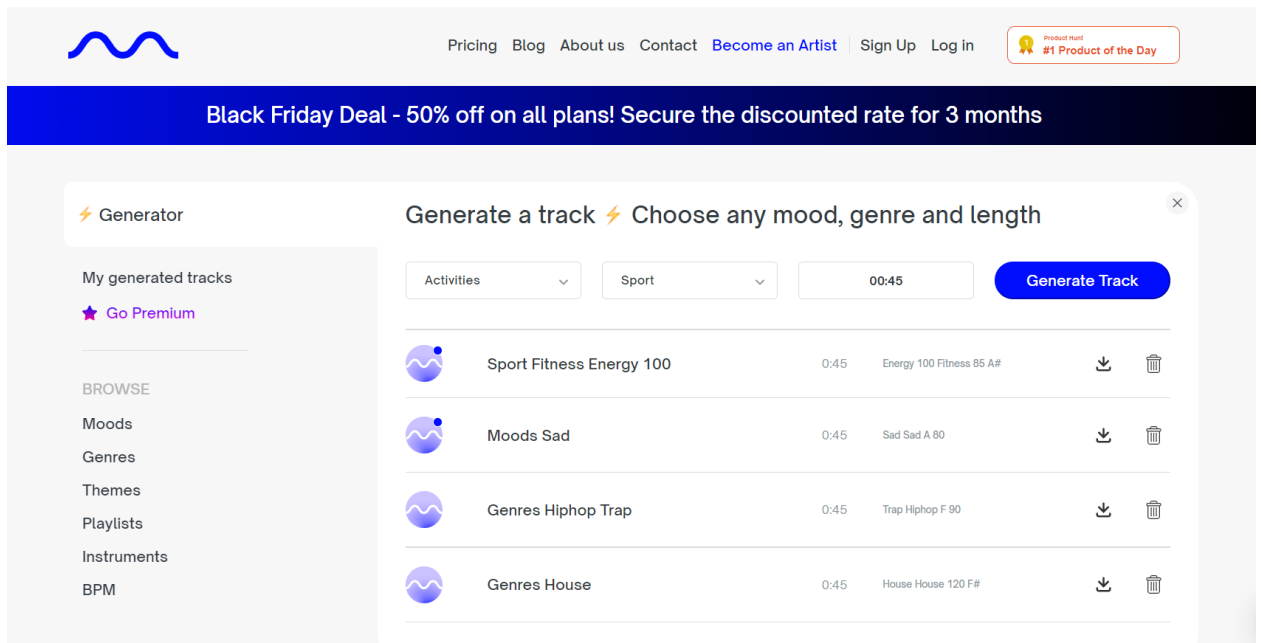 Pricing Blog About us Contact Become an Artist Sign Up Log in
1
Product Hunt
#1 Product of the Day
Black Friday Deal - 50% off on all plans! Secure the discounted rate for 3 months
Generator
My generated tracks
Go Premium
BROWSE
Moods
Genres
Themes
Playlists
Instruments
BPM
Generate a track ⚡ Choose any mood, genre and length
Activities Sport 00:45 Generate Track
Sport Fitness Energy 100 0:45 Energy 100 Fitness 85 A#
Moods Sad 0:45 Sad Sad A 80
Genres Hiphop Trap 0:45 Trap Hiphop F 90
Genres House 0:45 House House 120 F#